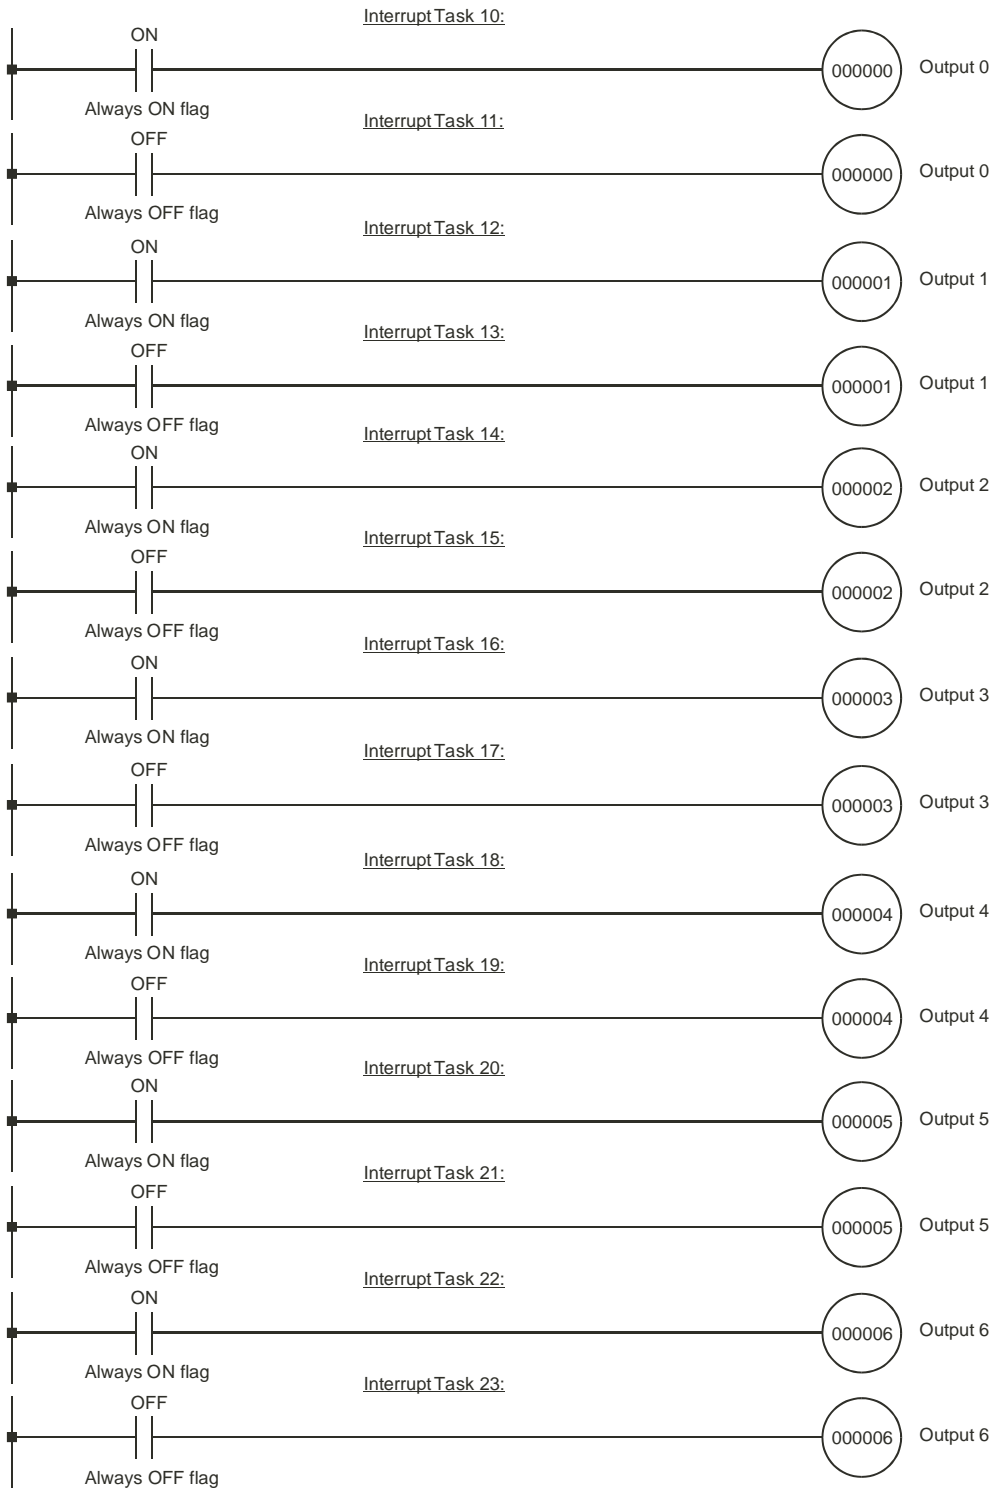 Interrupt Task 10:
ON
000000 Output 0
Always ON flag
Interrupt Task 11:
OFF
000000 Output 0
Always OFF flag
Interrupt Task 12:
ON
000001 Output 1
Always ON flag
Interrupt Task 13:
OFF
000001 Output 1
Always OFF flag
Interrupt Task 14:
ON
000002 Output 2
Always ON flag
Interrupt Task 15:
OFF
000002 Output 2
Always OFF flag
Interrupt Task 16:
ON
000003 Output 3
Always ON flag
Interrupt Task 17:
OFF
000003 Output 3
Always OFF flag
Interrupt Task 18:
ON
000004 Output 4
Always ON flag
Interrupt Task 19:
OFF
000004 Output 4
Always OFF flag
Interrupt Task 20:
ON
000005 Output 5
Always ON flag
Interrupt Task 21:
OFF
000005 Output 5
Always OFF flag
Interrupt Task 22:
ON
000006 Output 6
Always ON flag
Interrupt Task 23:
OFF
000006 Output 6
Always OFF flag